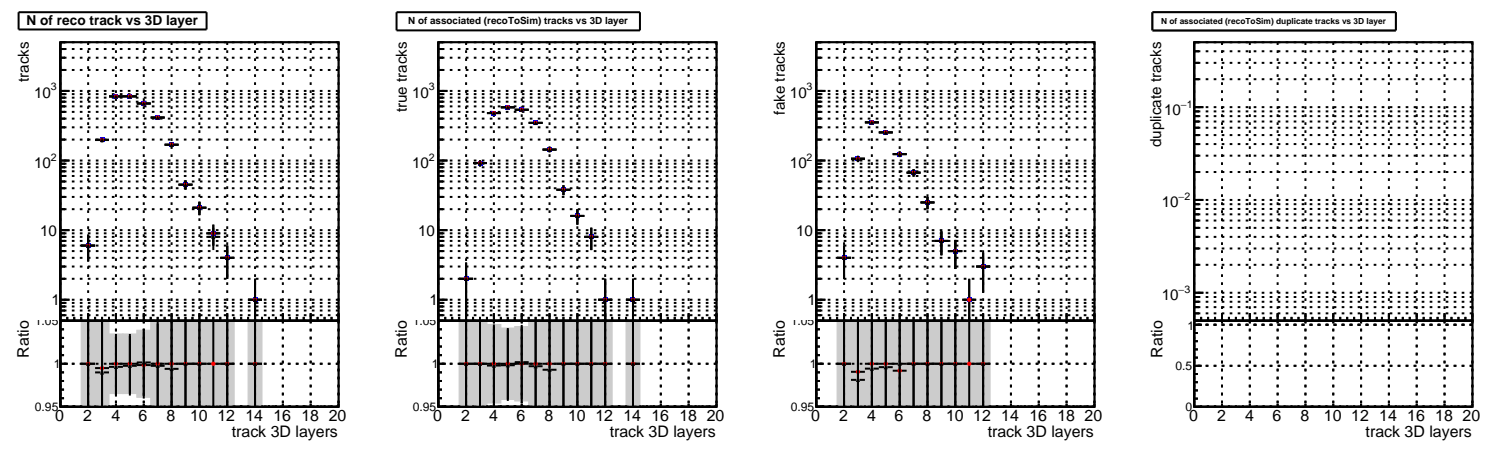 N of reco track vs 3D layer
tracks
10³
10²
10
1
Ratio
1.05
1
0.95
0 2 4 6 8 10 12 14 16 18 20
track 3D layers
N of associated (recoToSim) tracks vs 3D layer
true tracks
10³
10²
10
1
Ratio
1.05
1
0.95
0 2 4 6 8 10 12 14 16 18 20
track 3D layers
fake tracks
10³
10²
10
1
Ratio
1.05
1
0.95
0 2 4 6 8 10 12 14 16 18 20
track 3D layers
N of associated (recoToSim) duplicate tracks vs 3D layer
duplicate tracks
10⁻¹
10⁻²
10⁻³
Ratio
1
0.5
0
0 2 4 6 8 10 12 14 16 18 20
track 3D layers